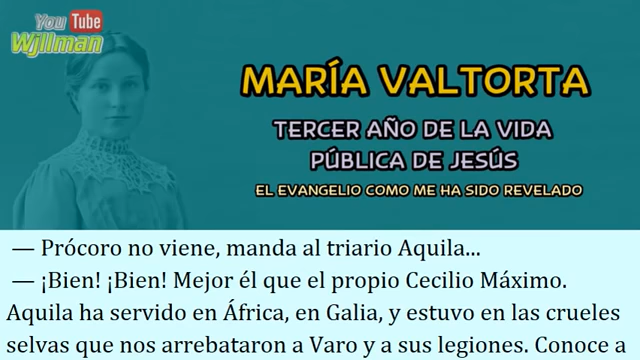 You Tube
Wjllman
MARÍA VALTORTA
TERCER AÑO DE LA VIDA
PÚBLICA DE JESÚS
EL EVANGELIO COMO ME HA SIDO REVELADO
— Prócoro no viene, manda al triario Aquila...
— ¡Bien! ¡Bien! Mejor él que el propio Cecilio Máximo.
Aquila ha servido en África, en Galia, y estuvo en las crueles
selvas que nos arrebataron a Varo y a sus legiones. Conoce a